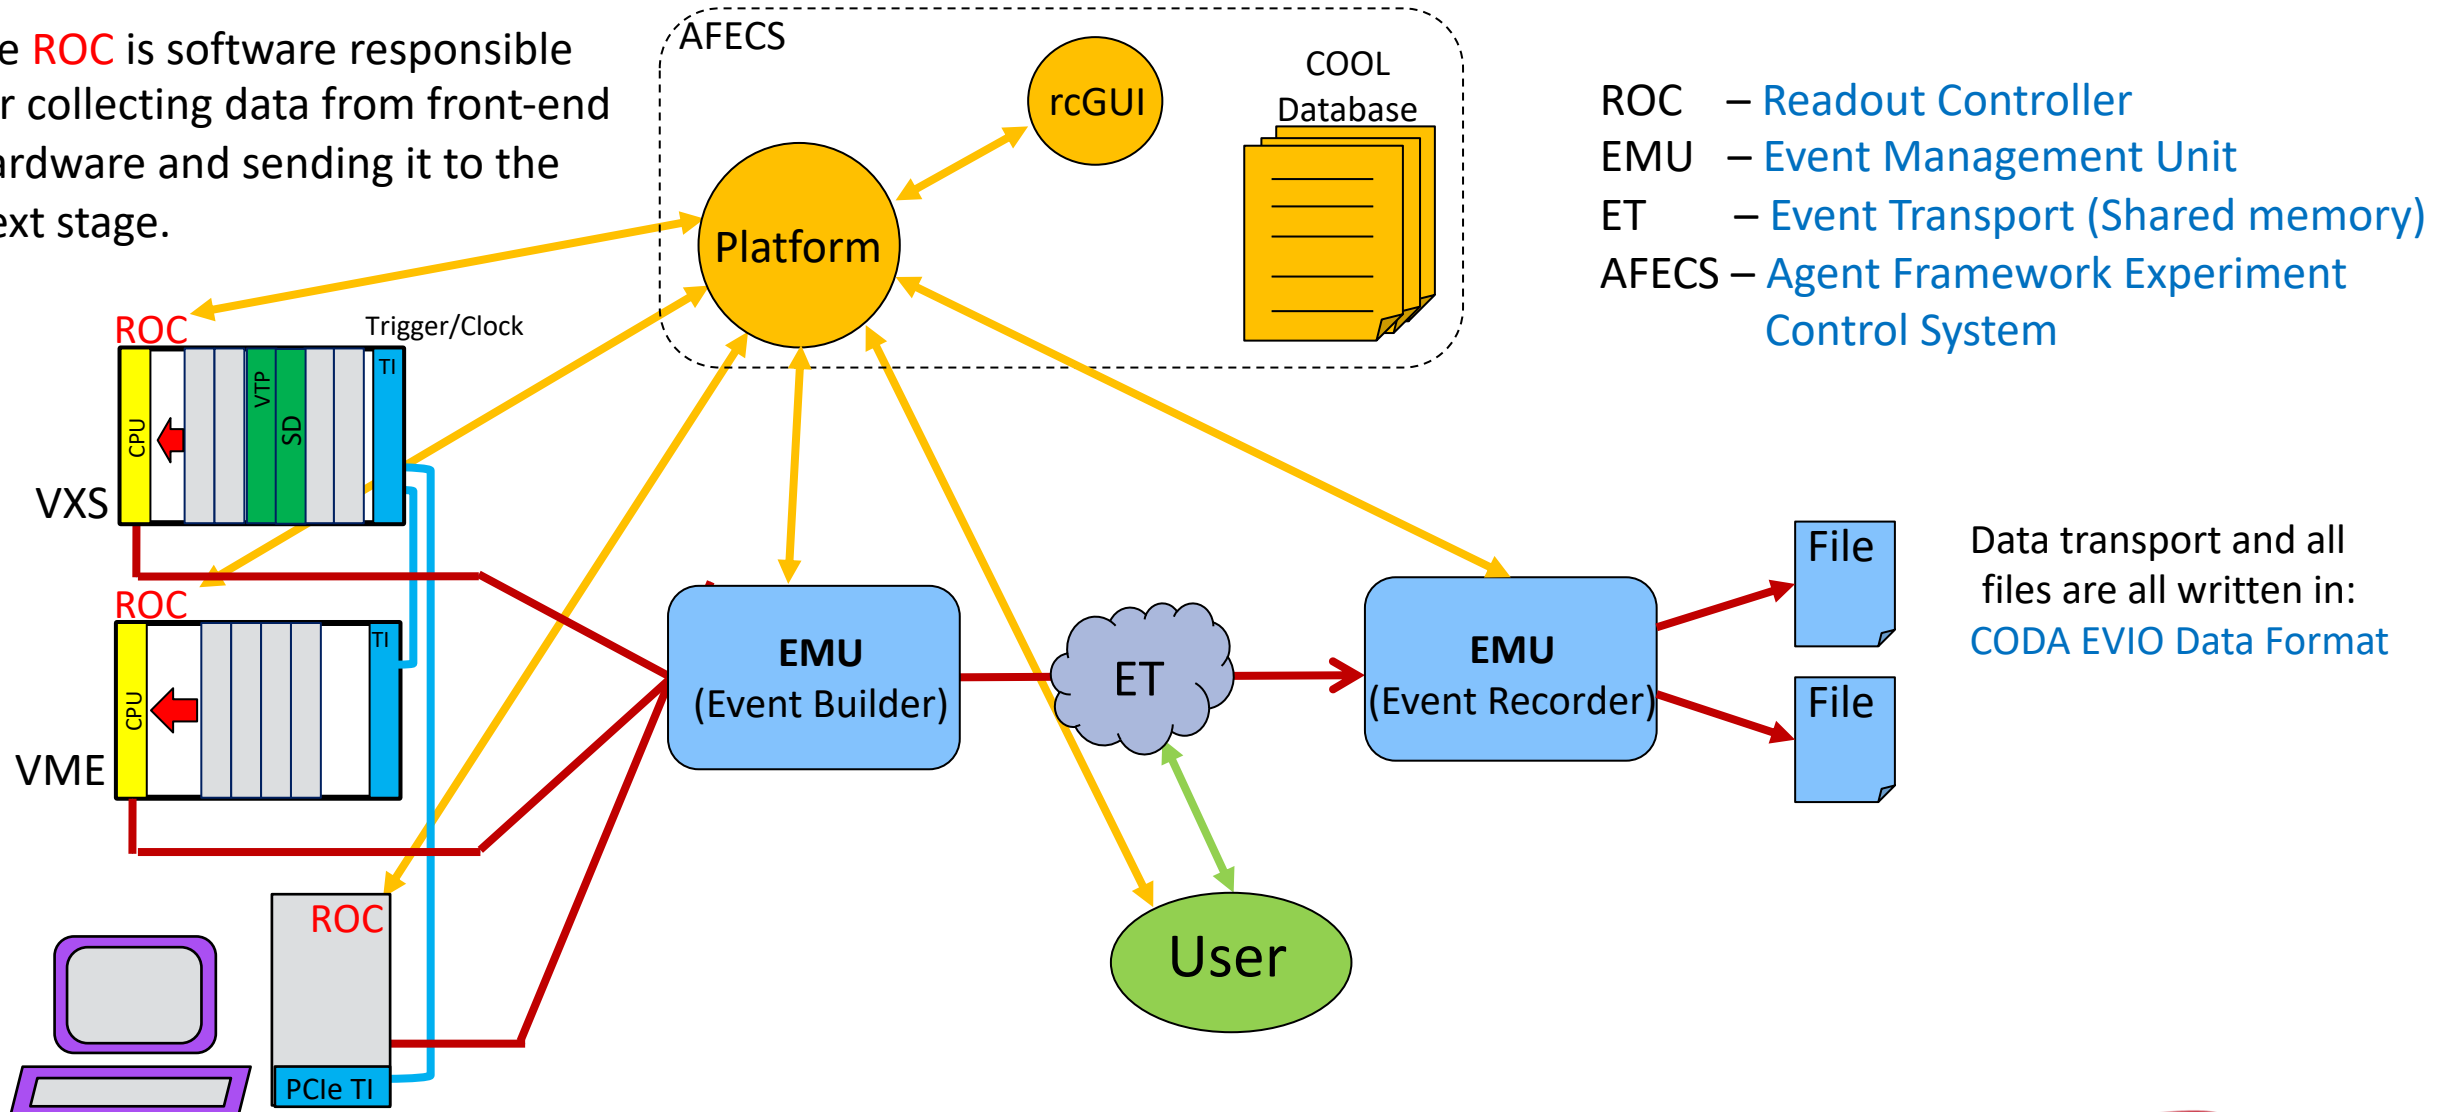 e ROC is software responsible
r collecting data from front-end
ardware and sending it to the
ext stage.
AFECS
rcGUI
COOL
Database
Platform
ROC – Readout Controller
EMU – Event Management Unit
ET – Event Transport (Shared memory)
AFECS – Agent Framework Experiment
Control System
ROC
Trigger/Clock
TI
VTP
SD
CPU
VXS
ROC
TI
CPU
VME
ROC
PCIe TI
EMU
(Event Builder)
ET
EMU
(Event Recorder)
User
File
File
Data transport and all
files are all written in:
CODA EVIO Data Format